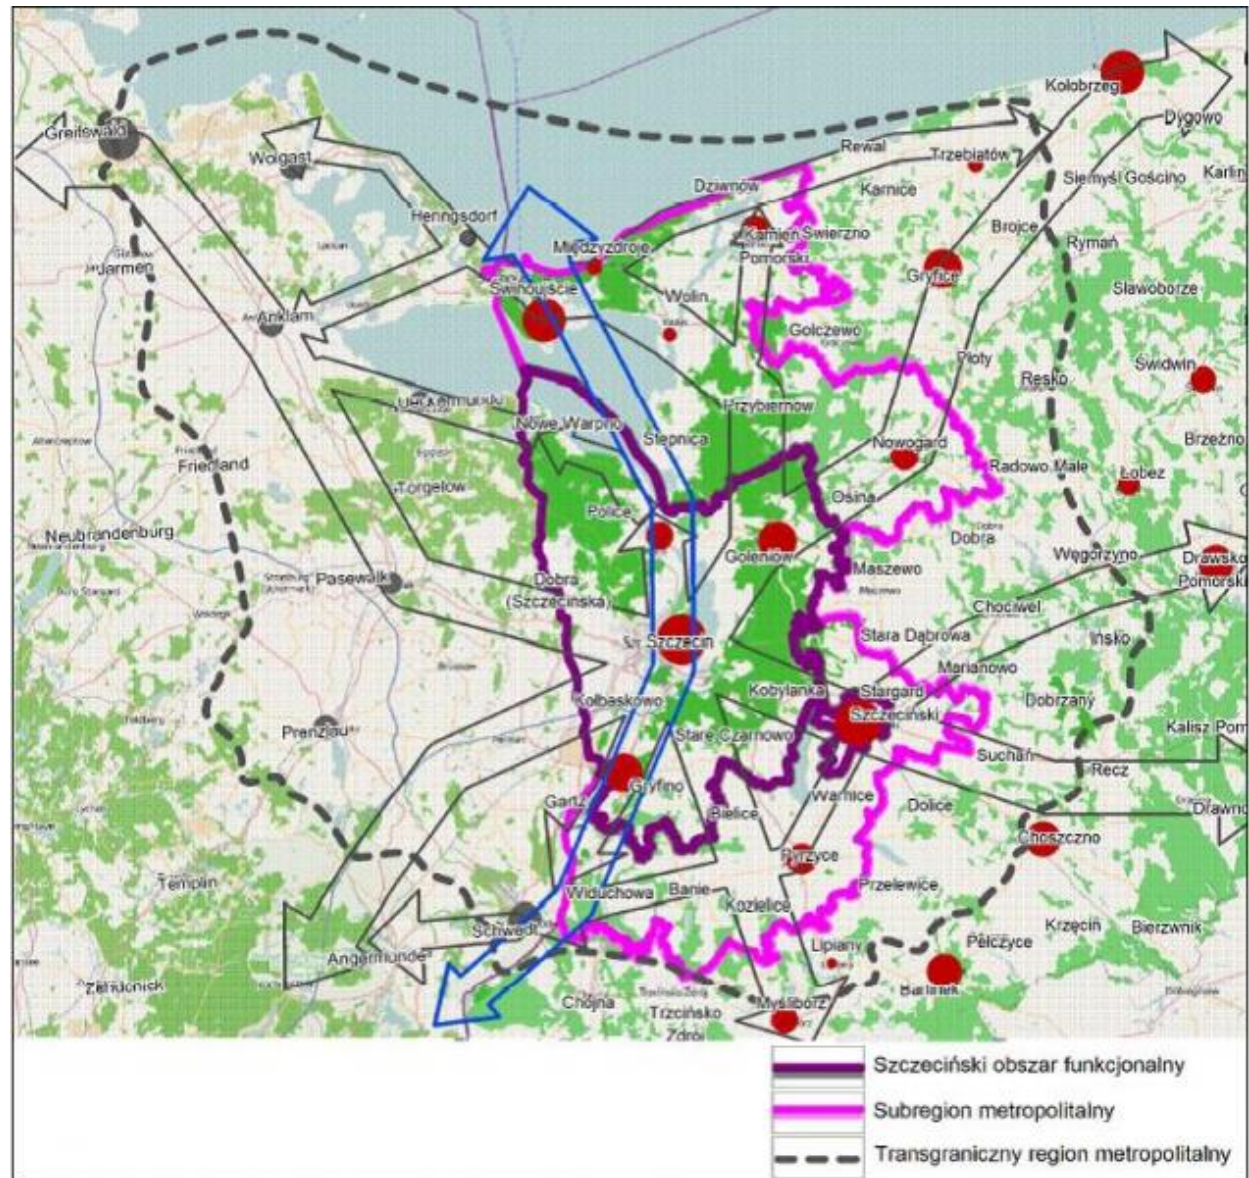 Kołobrzeg
Dygowo
Greifswald
Wolgast
Rewal
Trzebiatów
Siemyśl Gościno
Karlin
Dziwnów
Karnice
Heringsdorf
Brojce
Międzyzdroje
Kamień
Pomorski
Świerzno
Rymań
Jarmen
Gryfice
Świnoujście
Wolin
Sławoborze
Anklam
Golczewo
Płoty
Świdwin
Resko
Ueckermünde
Przybiernów
Nowe Warpno
Stepnica
Brzeżno
Friedland
Nowogard
Radowo Małe
Łobez
Torgelow
Osina
Police
Neubrandenburg
Dobra
Goleniów
Węgorzyno
Drawsko
Pomorskie
Pasewalk
Dobra
(Szczecińska)
Maszewo
Chociwel
Szczecin
Stara Dąbrowa
Insko
Marianowo
Kobylanka
Stargard
Szczeciński
Dobrzany
Kołbaskowo
Prenzlau
Stare Czarnowo
Kalisz Pom
Suchań
Recz
Gryfino
Warnice
Gartz
Bielice
Dolice
Drawno
Choszczno
Pyrzyce
Templin
Widuchowa
Banie
Przelewice
Kozielice
Schwedt
Krzęcin
Bierzwnik
Angermünde
Lipiany
Pełczyce
Zehdenick
Barlinek
Chojna
Trzcińsko
Zdrój
Myślibórz
Szczeciński obszar funkcjonalny
Subregion metropolitalny
Transgraniczny region metropolitalny